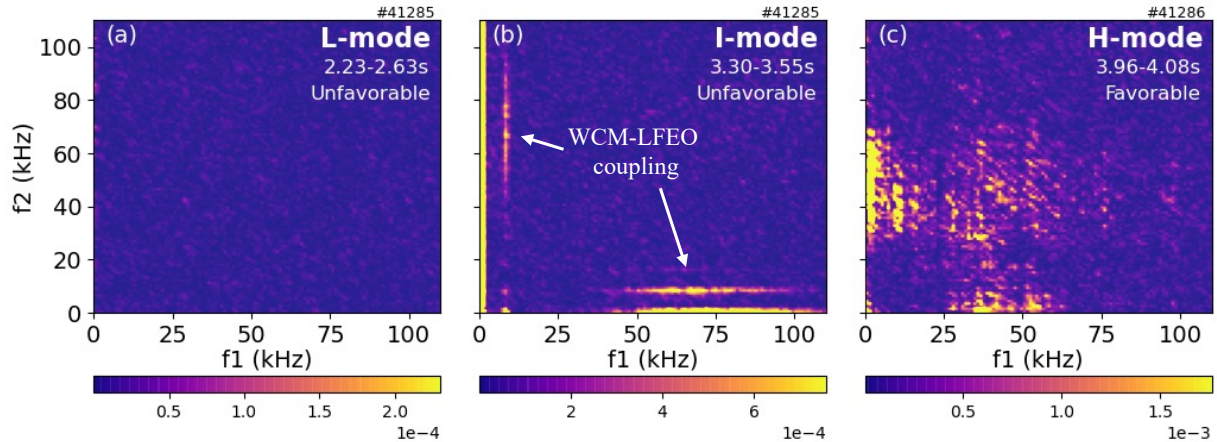 #41285
(a)
L-mode
2.23-2.63s
Unfavorable
f2 (kHz)
100
80
60
40
20
0
0
25
50
75
100
f1 (kHz)
0.5
1.0
1.5
2.0
1e−4
#41285
(b)
I-mode
3.30-3.55s
Unfavorable
WCM-LFEO
coupling
0
25
50
75
100
f1 (kHz)
2
4
6
1e−4
#41286
(c)
H-mode
3.96-4.08s
Favorable
0
25
50
75
100
f1 (kHz)
0.5
1.0
1.5
1e−3